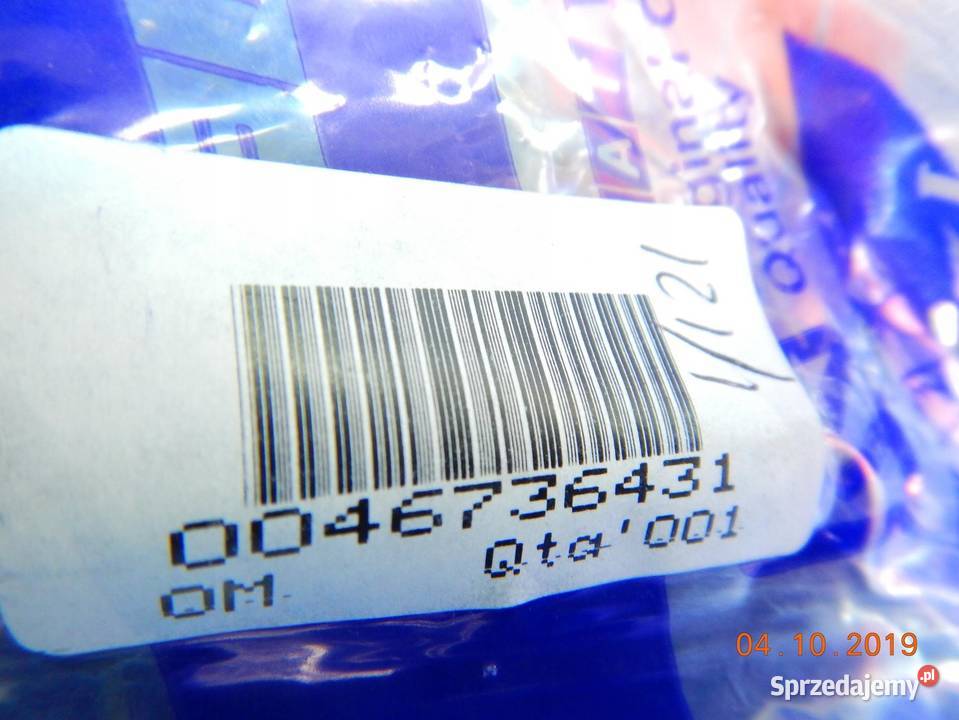 1/121
0046736431
Qta'001
OM
04.10.2019
Sprzedajemy.pl